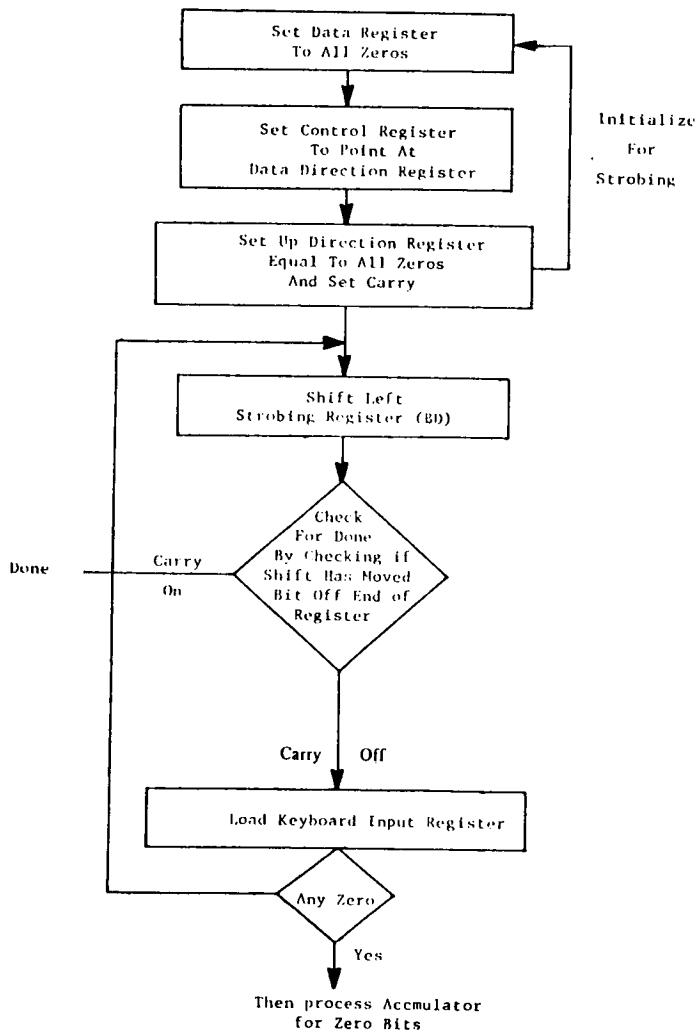 Set Data Register
To All Zeros
Initialize
For
Strobing
Set Control Register
To Point At
Data Direction Register
Set Up Direction Register
Equal To All Zeros
And Set Carry
Shift Left
Strobing Register (BD)
Check
For Done
By Checking if
Shift Has Moved
Bit Off End of
Register
Done
Carry
On
Carry Off
Load Keyboard Input Register
Any Zero
Yes
Then process Accmulator
for Zero Bits